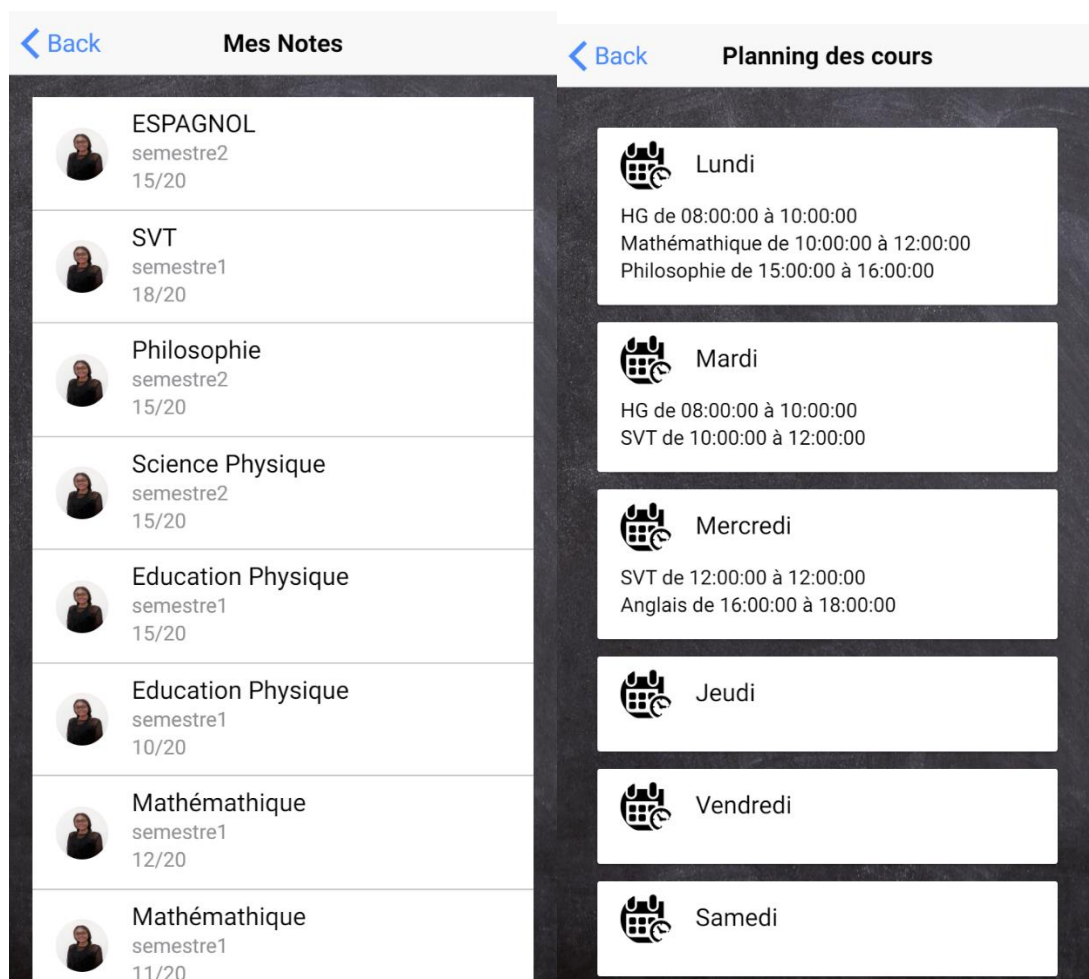 Back
Mes Notes
ESPAGNOL
semestre2
15/20
SVT
semestre1
18/20
Philosophie
semestre2
15/20
Science Physique
semestre2
15/20
Education Physique
semestre1
15/20
Education Physique
semestre1
10/20
Mathémathique
semestre1
12/20
Mathémathique
semestre1
11/20
Back
Planning des cours
Lundi
HG de 08:00:00 à 10:00:00
Mathémathique de 10:00:00 à 12:00:00
Philosophie de 15:00:00 à 16:00:00
Mardi
HG de 08:00:00 à 10:00:00
SVT de 10:00:00 à 12:00:00
Mercredi
SVT de 12:00:00 à 12:00:00
Anglais de 16:00:00 à 18:00:00
Jeudi
Vendredi
Samedi